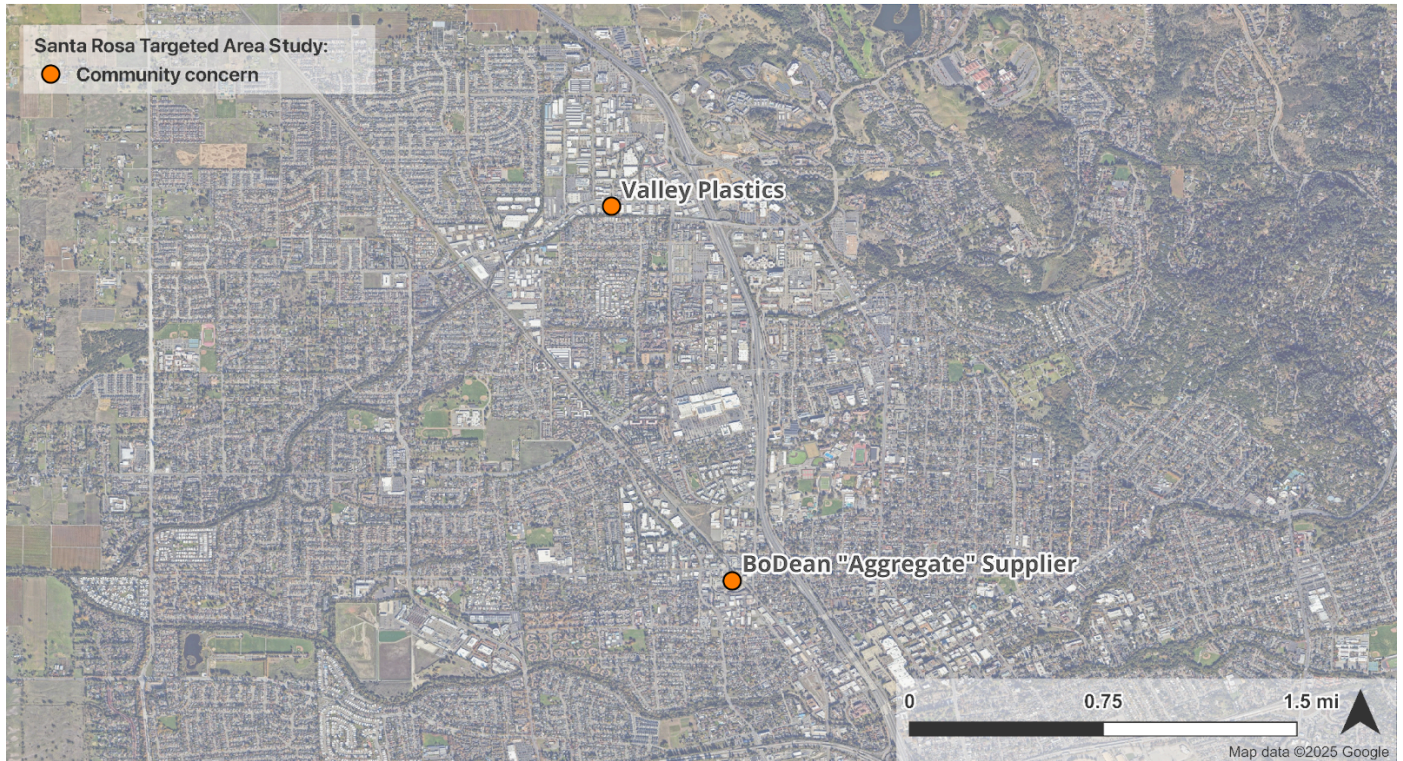 Santa Rosa Targeted Area Study:
Community concern
Valley Plastics
BoDean "Aggregate" Supplier
0 0.75 1.5 mi
Map data ©2025 Google